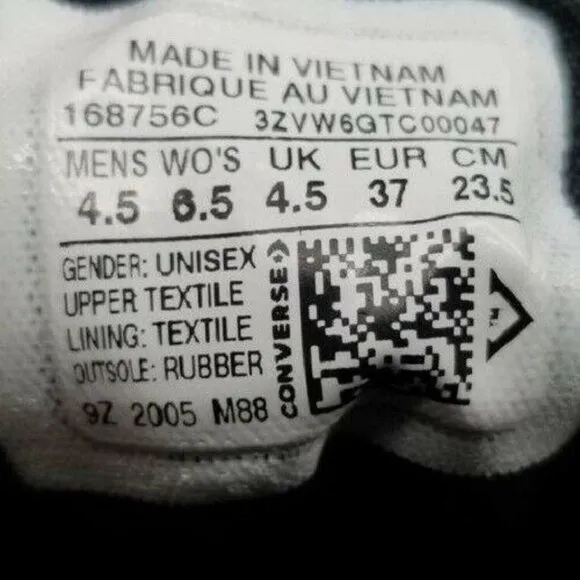 MADE IN VIETNAM
FABRIQUE AU VIETNAM
168756C 3ZVW6GTC00047
MENS WO'S UK EUR CM
4.5 6.5 4.5 37 23.5
GENDER: UNISEX
UPPER TEXTILE
LINING: TEXTILE
OUTSOLE: RUBBER
9Z 2005 M88
CONVERSE
TM